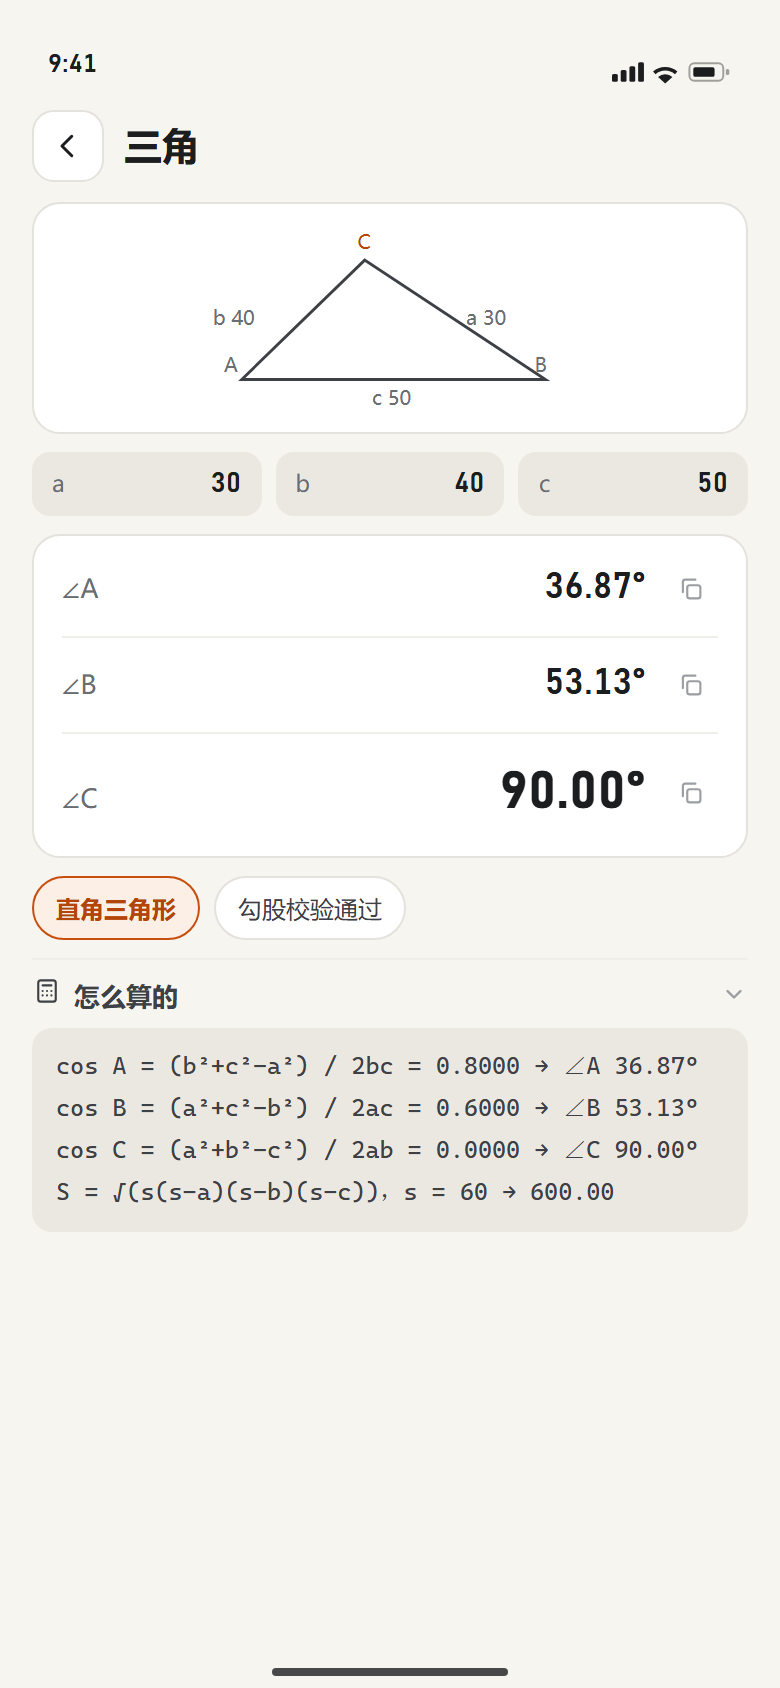 9:41
三角
C
b 40
a 30
A
B
c 50
a 30
b 40
c 50
∠A 36.87°
∠B 53.13°
∠C 90.00°
直角三角形
勾股校验通过
怎么算的
cos A = (b²+c²−a²) / 2bc = 0.8000 → ∠A 36.87°
cos B = (a²+c²−b²) / 2ac = 0.6000 → ∠B 53.13°
cos C = (a²+b²−c²) / 2ab = 0.0000 → ∠C 90.00°
S = √(s(s−a)(s−b)(s−c))，s = 60 → 600.00